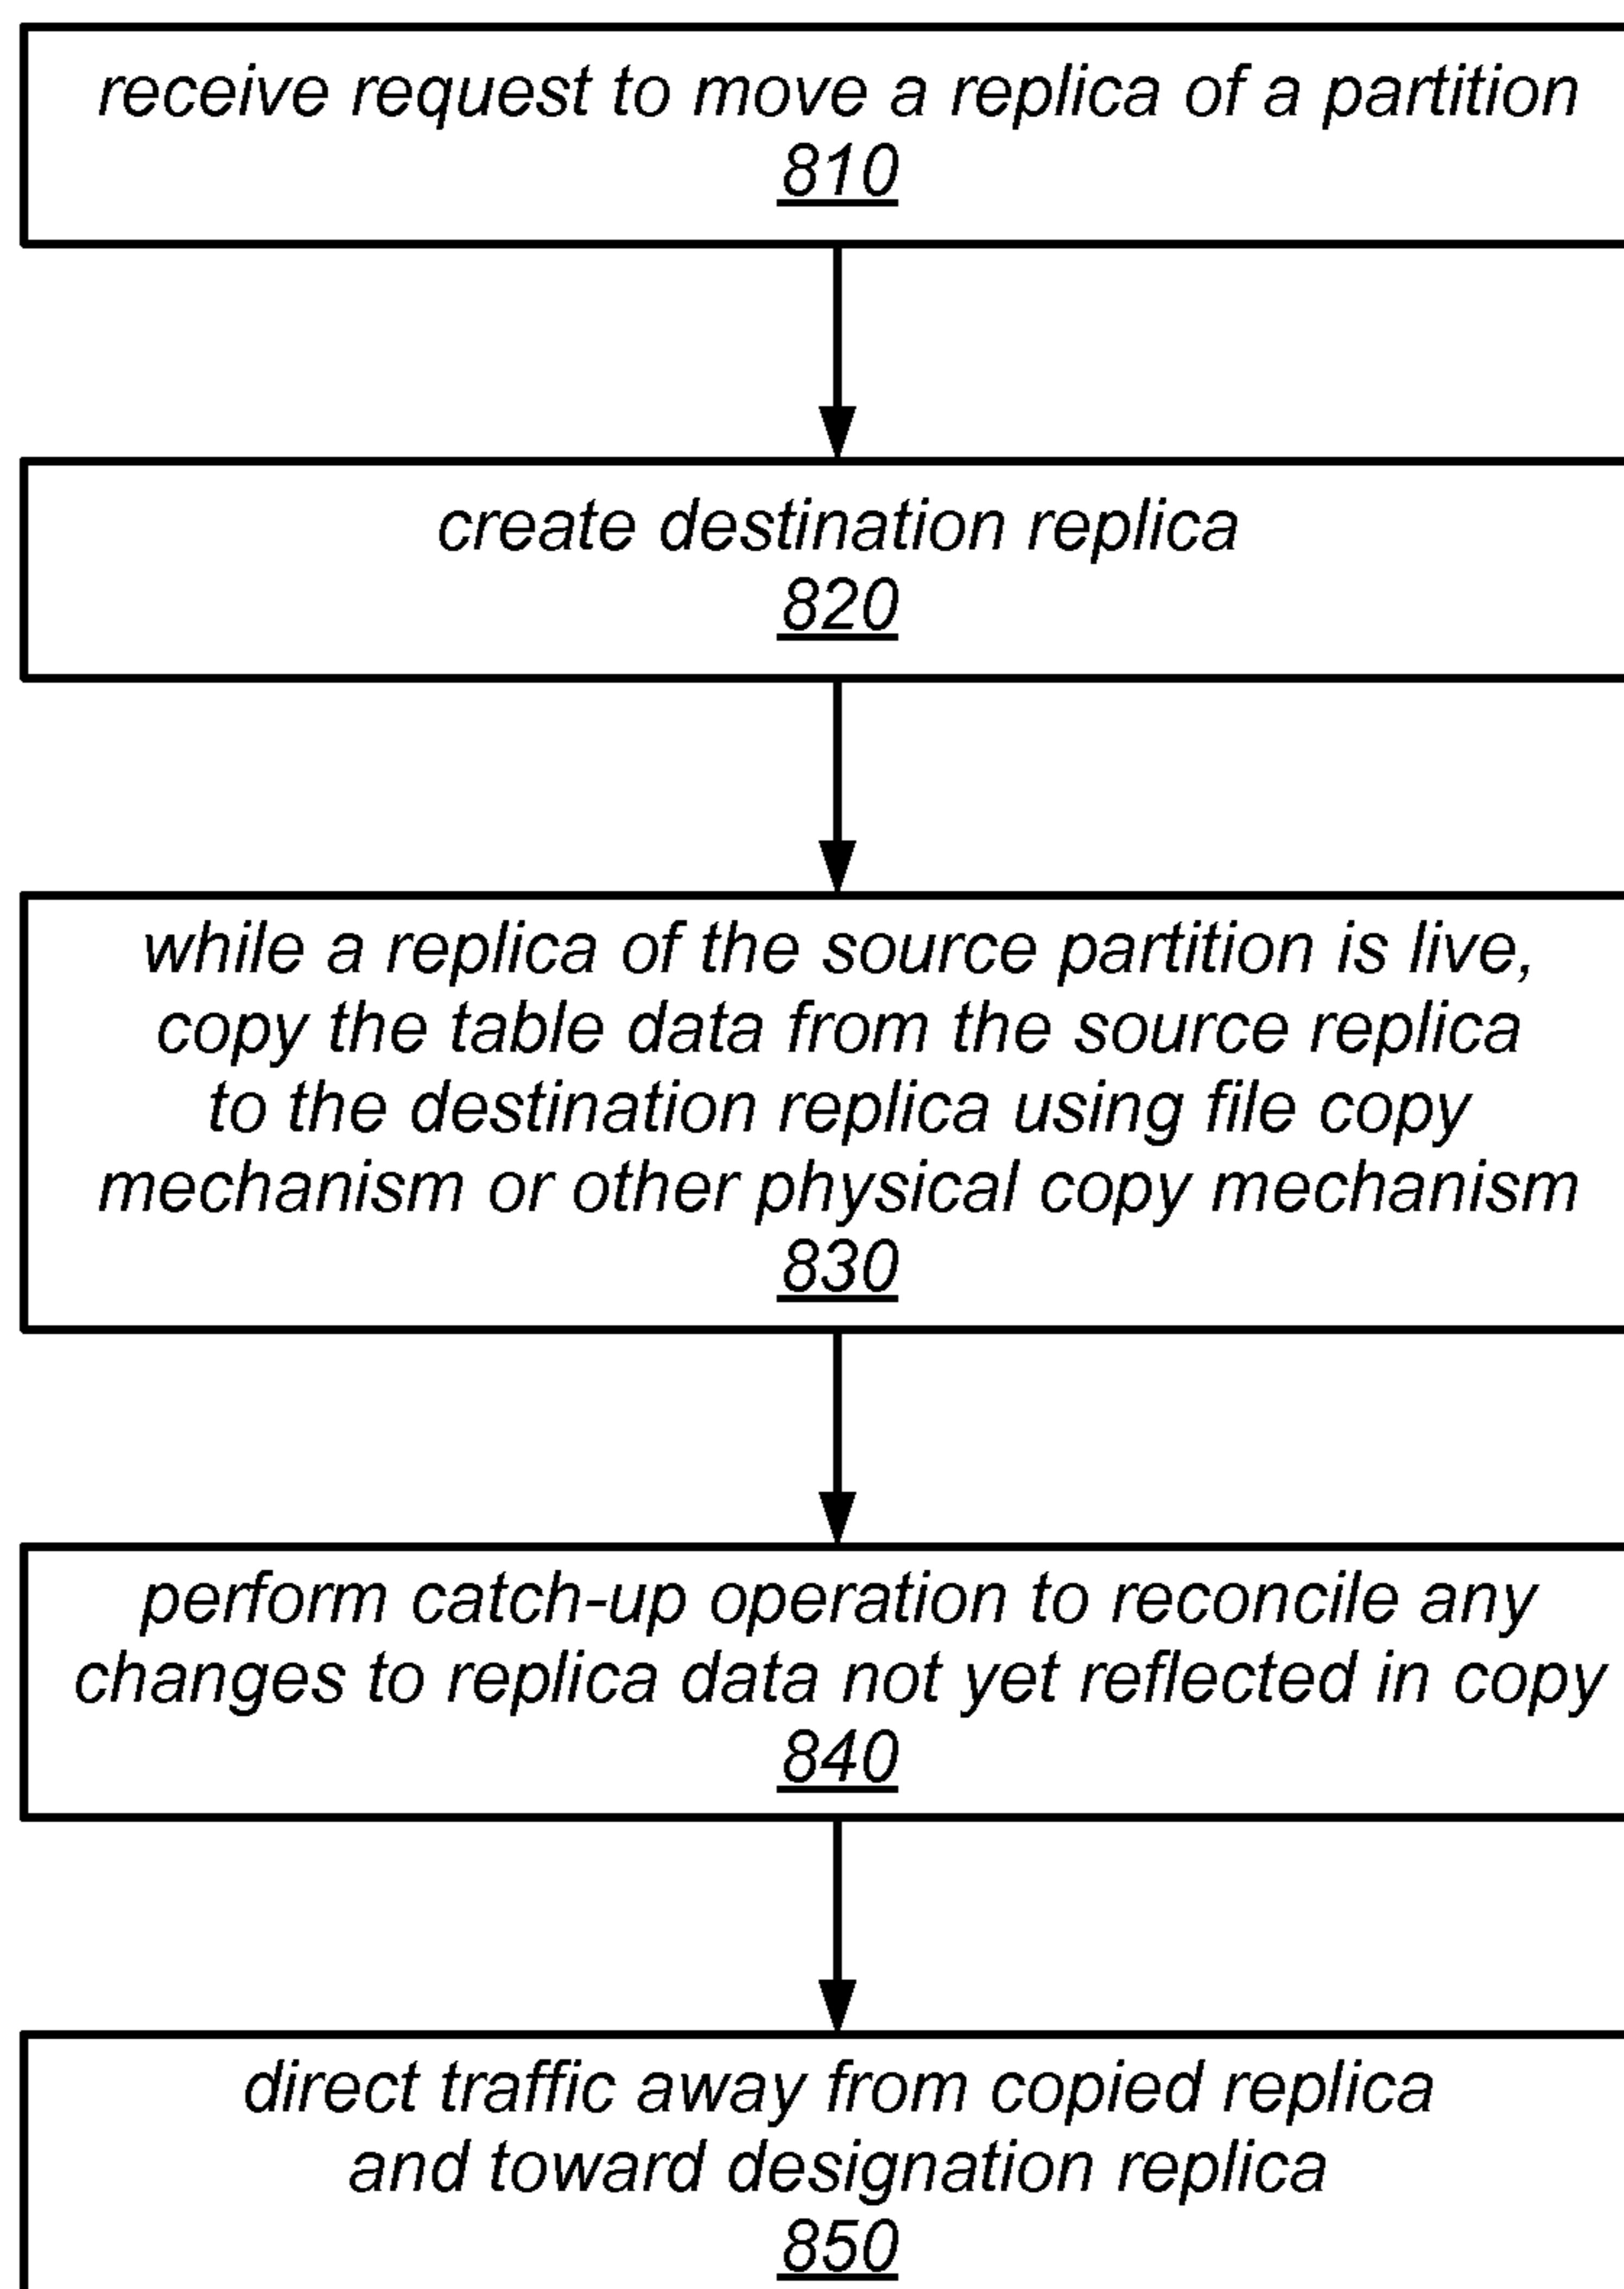 receive request to move a replica of a partition
810
create destination replica
820
while a replica of the source partition is live,
copy the table data from the source replica
to the destination replica using file copy
mechanism or other physical copy mechanism
830
perform catch-up operation to reconcile any
changes to replica data not yet reflected in copy
840
direct traffic away from copied replica
and toward designation replica
850